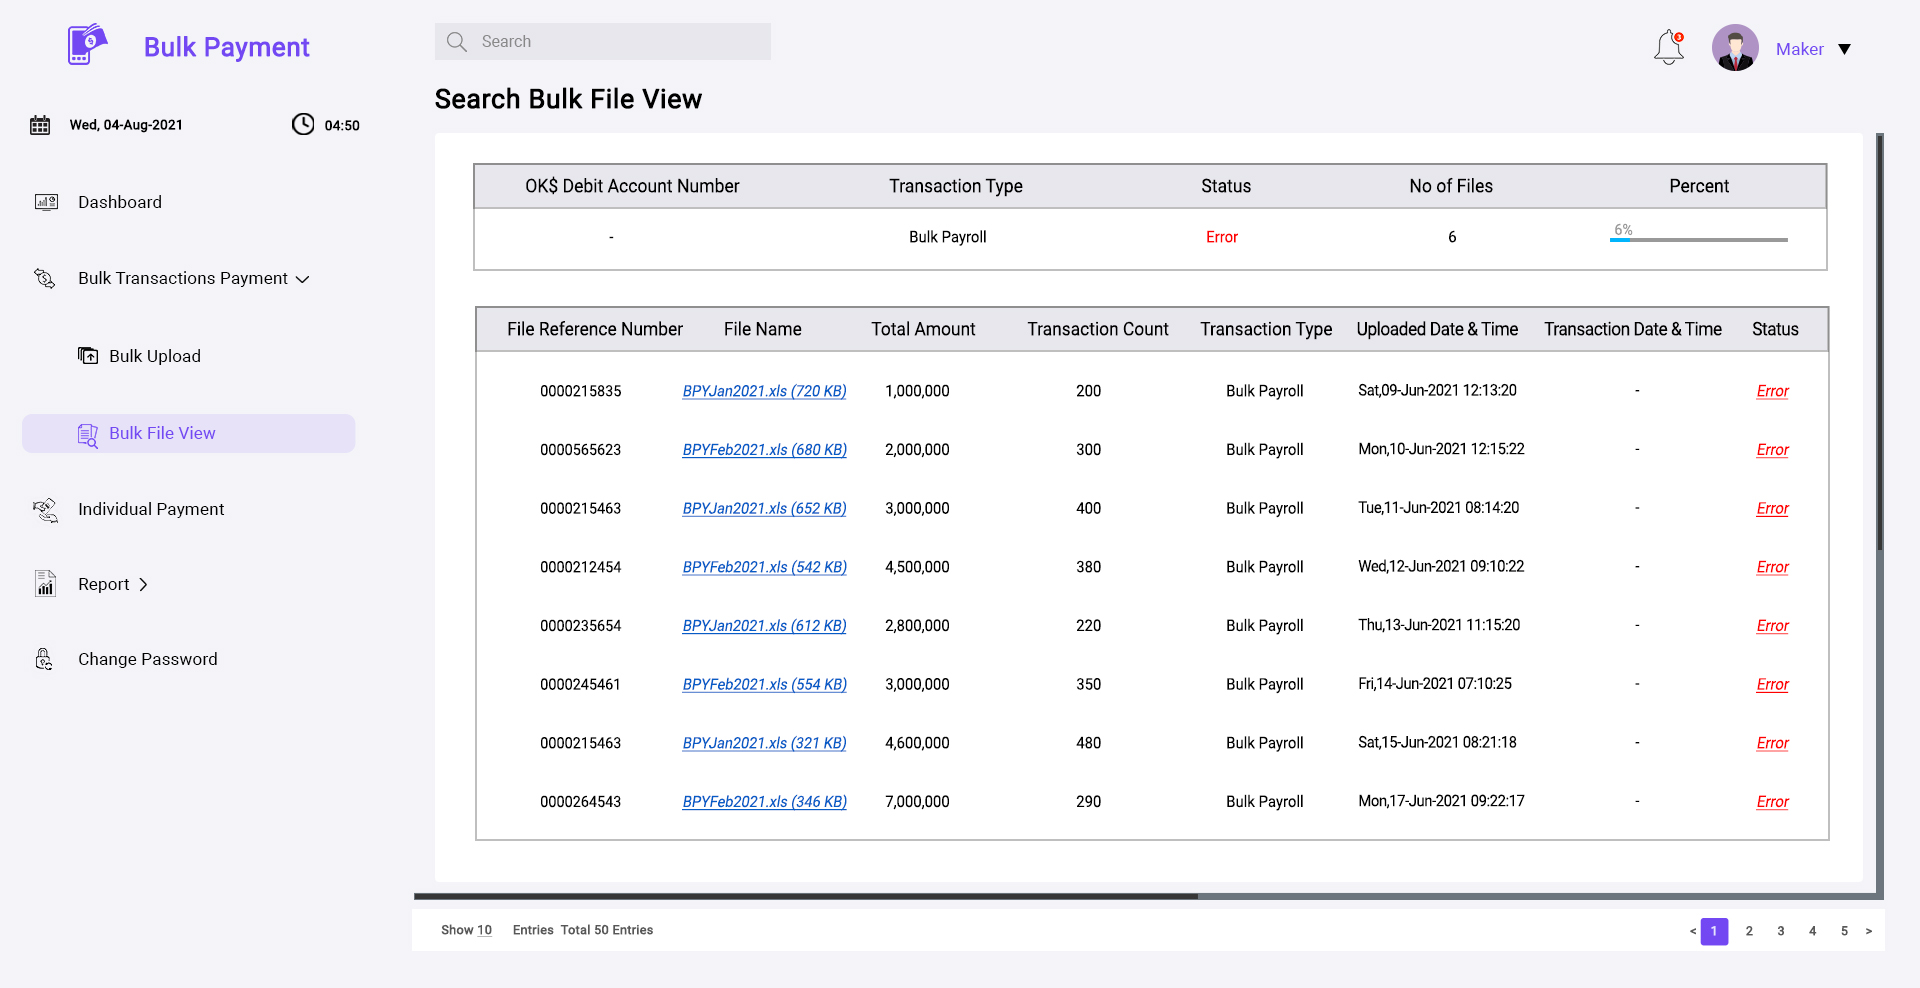 Bulk Payment
Search
3
Maker
Search Bulk File View
Wed, 04-Aug-2021 04:50
Dashboard
Bulk Transactions Payment
Bulk Upload
Bulk File View
Individual Payment
Report
Change Password
OK$ Debit Account Number Transaction Type Status No of Files Percent
- Bulk Payroll Error 6 6%
File Reference Number File Name Total Amount Transaction Count Transaction Type Uploaded Date & Time Transaction Date & Time Status
0000215835 BPYJan2021.xls (720 KB) 1,000,000 200 Bulk Payroll Sat,09-Jun-2021 12:13:20 - Error
0000565623 BPYFeb2021.xls (680 KB) 2,000,000 300 Bulk Payroll Mon,10-Jun-2021 12:15:22 - Error
0000215463 BPYJan2021.xls (652 KB) 3,000,000 400 Bulk Payroll Tue,11-Jun-2021 08:14:20 - Error
0000212454 BPYFeb2021.xls (542 KB) 4,500,000 380 Bulk Payroll Wed,12-Jun-2021 09:10:22 - Error
0000235654 BPYJan2021.xls (612 KB) 2,800,000 220 Bulk Payroll Thu,13-Jun-2021 11:15:20 - Error
0000245461 BPYFeb2021.xls (554 KB) 3,000,000 350 Bulk Payroll Fri,14-Jun-2021 07:10:25 - Error
0000215463 BPYJan2021.xls (321 KB) 4,600,000 480 Bulk Payroll Sat,15-Jun-2021 08:21:18 - Error
0000264543 BPYFeb2021.xls (346 KB) 7,000,000 290 Bulk Payroll Mon,17-Jun-2021 09:22:17 - Error
Show 10 Entries Total 50 Entries < 1 2 3 4 5 >